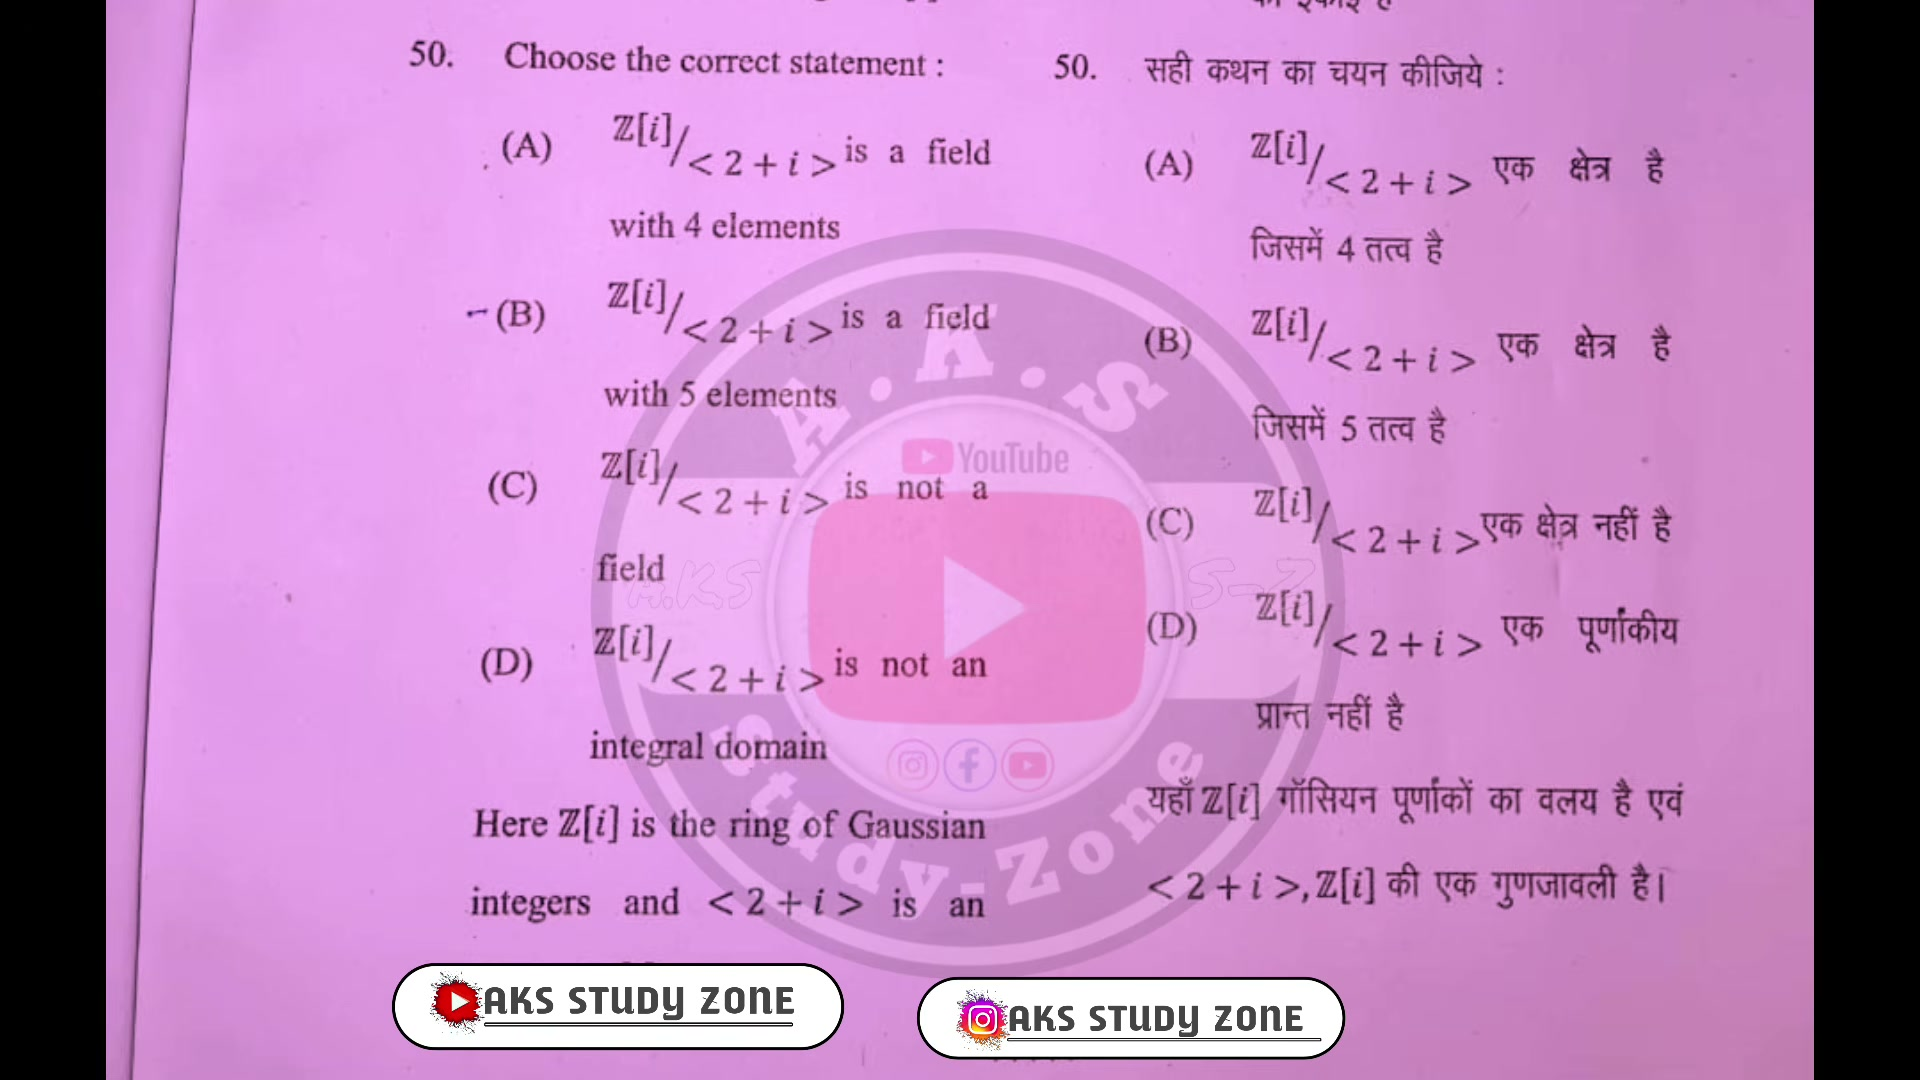 50. Choose the correct statement :
(A) ℤ[i]/<2+i> is a field
with 4 elements
(B) ℤ[i]/<2+i> is a field
with 5 elements
(C) ℤ[i]/<2+i> is not a
field
(D) ℤ[i]/<2+i> is not an
integral domain
Here ℤ[i] is the ring of Gaussian
integers and <2+i> is an
50. सही कथन का चयन कीजिये :
(A) ℤ[i]/<2+i> एक क्षेत्र है
जिसमें 4 तत्व है
(B) ℤ[i]/<2+i> एक क्षेत्र है
जिसमें 5 तत्व है
(C) ℤ[i]/<2+i> एक क्षेत्र नहीं है
(D) ℤ[i]/<2+i> एक पूर्णांकीय
प्रान्त नहीं है
यहाँ ℤ[i] गॉसियन पूर्णांकों का वलय है एवं
<2+i>, ℤ[i] की एक गुणजावली है।
A.K.S
YouTube
A.K.S S-Z
Study-Zone
AKS STUDY ZONE
AKS STUDY ZONE